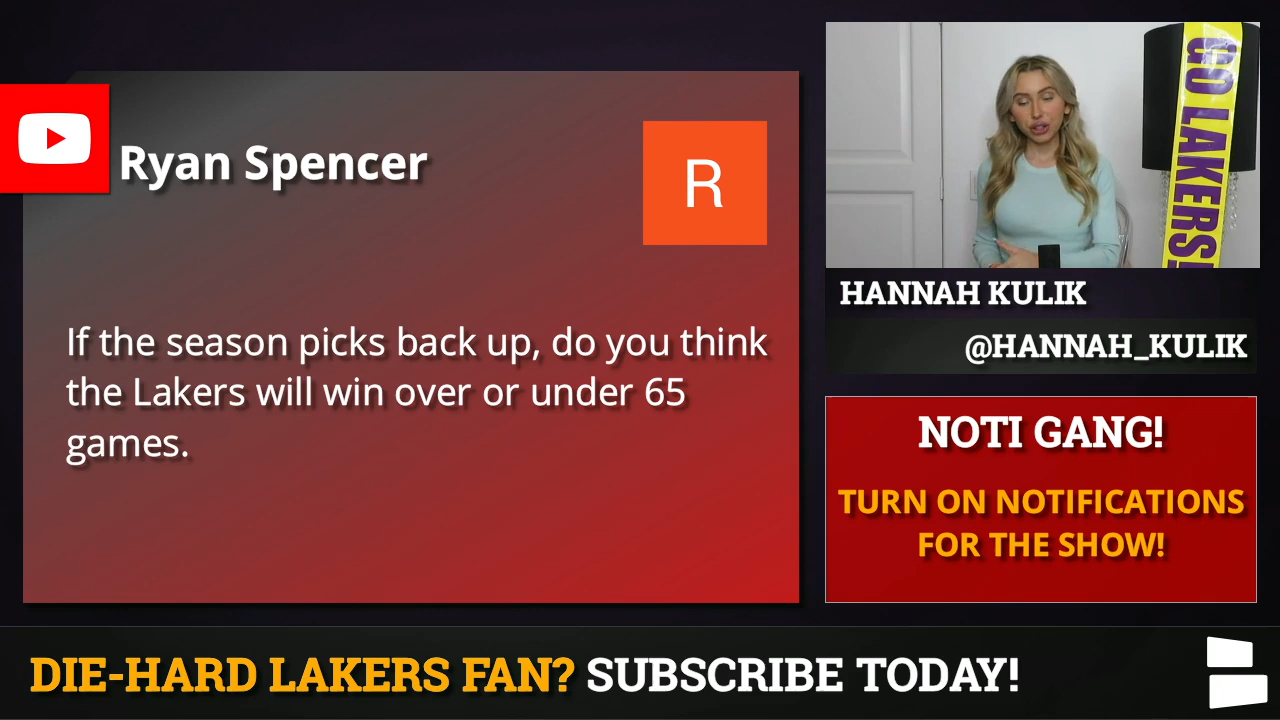 Ryan Spencer
R
If the season picks back up, do you think
the Lakers will win over or under 65
games.
GO LAKERS!
HANNAH KULIK
@HANNAH_KULIK
NOTI GANG!
TURN ON NOTIFICATIONS
FOR THE SHOW!
DIE-HARD LAKERS FAN? SUBSCRIBE TODAY!